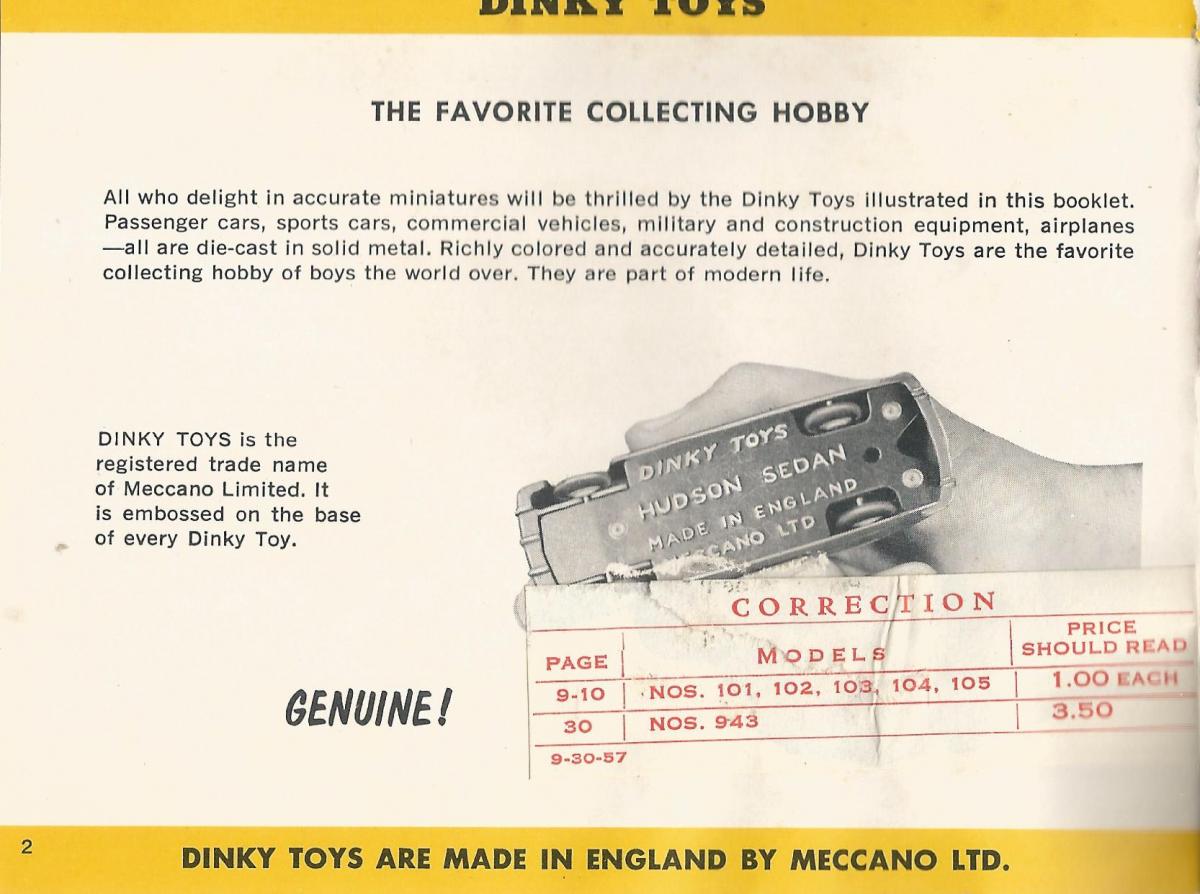 DINKY TOYS
THE FAVORITE COLLECTING HOBBY
All who delight in accurate miniatures will be thrilled by the Dinky Toys illustrated in this booklet.
Passenger cars, sports cars, commercial vehicles, military and construction equipment, airplanes
—all are die-cast in solid metal. Richly colored and accurately detailed, Dinky Toys are the favorite
collecting hobby of boys the world over. They are part of modern life.
DINKY TOYS is the
registered trade name
of Meccano Limited. It
is embossed on the base
of every Dinky Toy.
DINKY TOYS
HUDSON SEDAN
MADE IN ENGLAND
MECCANO LTD
GENUINE!
CORRECTION
PAGE MODELS PRICE SHOULD READ
9-10 NOS. 101, 102, 103, 104, 105 1.00 EACH
30 NOS. 943 3.50
9-30-57
2
DINKY TOYS ARE MADE IN ENGLAND BY MECCANO LTD.